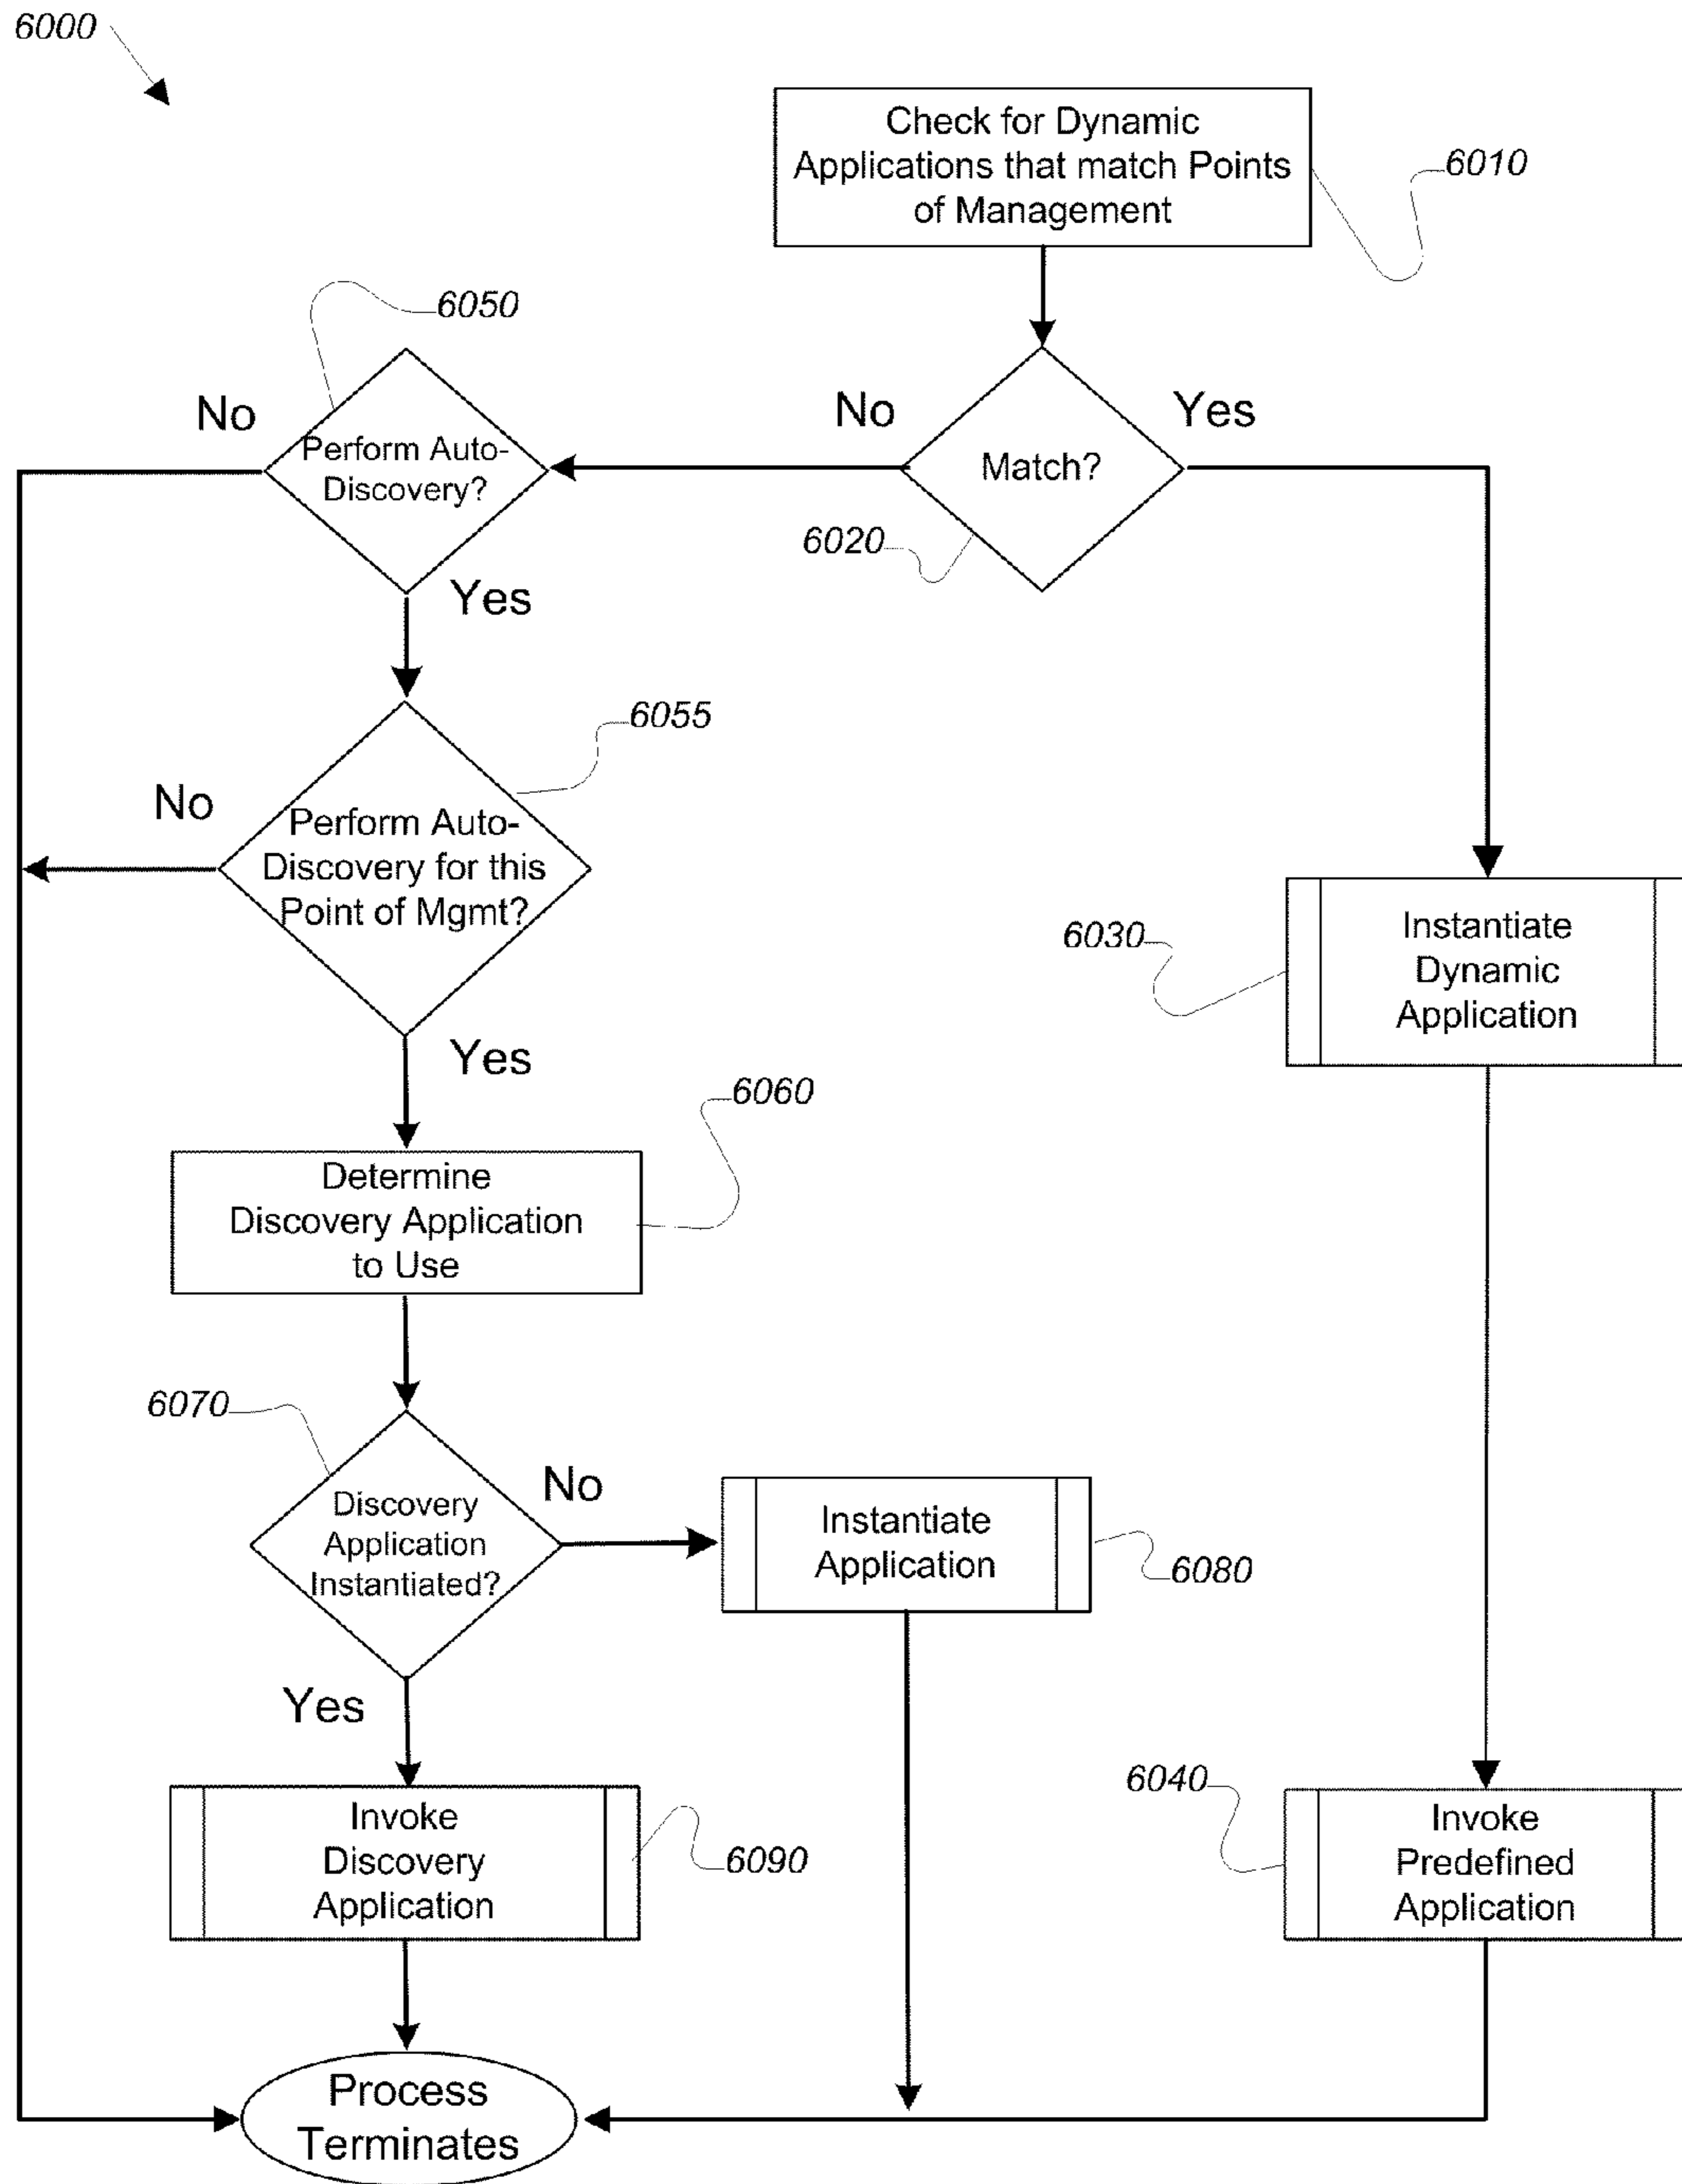 6000
Check for Dynamic
Applications that match Points
of Management
6010
6050
No
Perform Auto-
Discovery?
Yes
No
Yes
Match?
6020
6055
No
Perform Auto-
Discovery for this
Point of Mgmt?
Yes
6030
Instantiate
Dynamic
Application
6060
Determine
Discovery Application
to Use
6070
Discovery
Application
Instantiated?
No
Yes
Instantiate
Application
6080
Invoke
Discovery
Application
6090
6040
Invoke
Predefined
Application
Process
Terminates